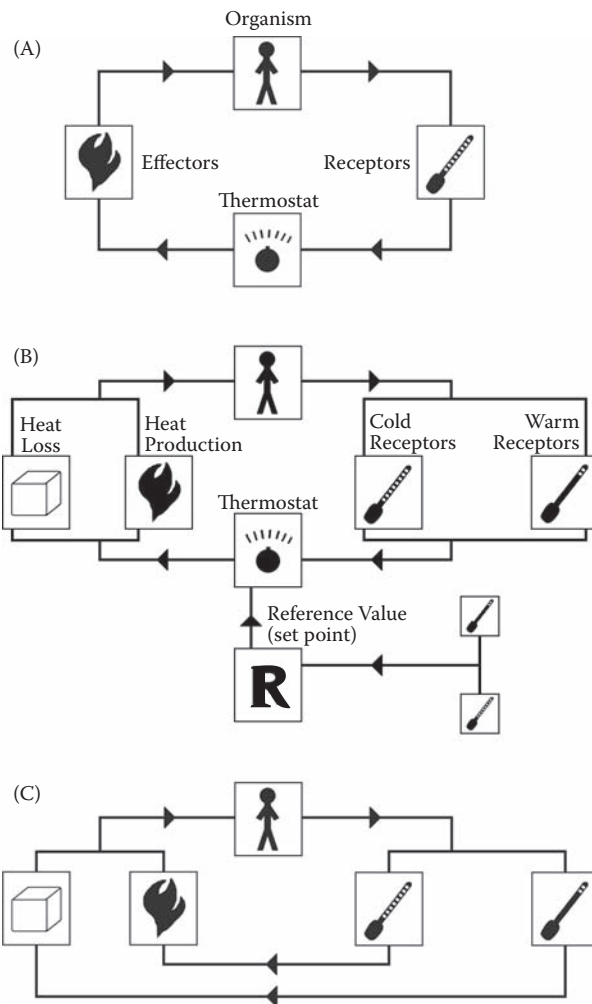 (A)
Organism
Effectors
Receptors
Thermostat
(B)
Heat
Loss
Heat
Production
Cold
Receptors
Warm
Receptors
Thermostat
Reference Value
(set point)
R
(C)